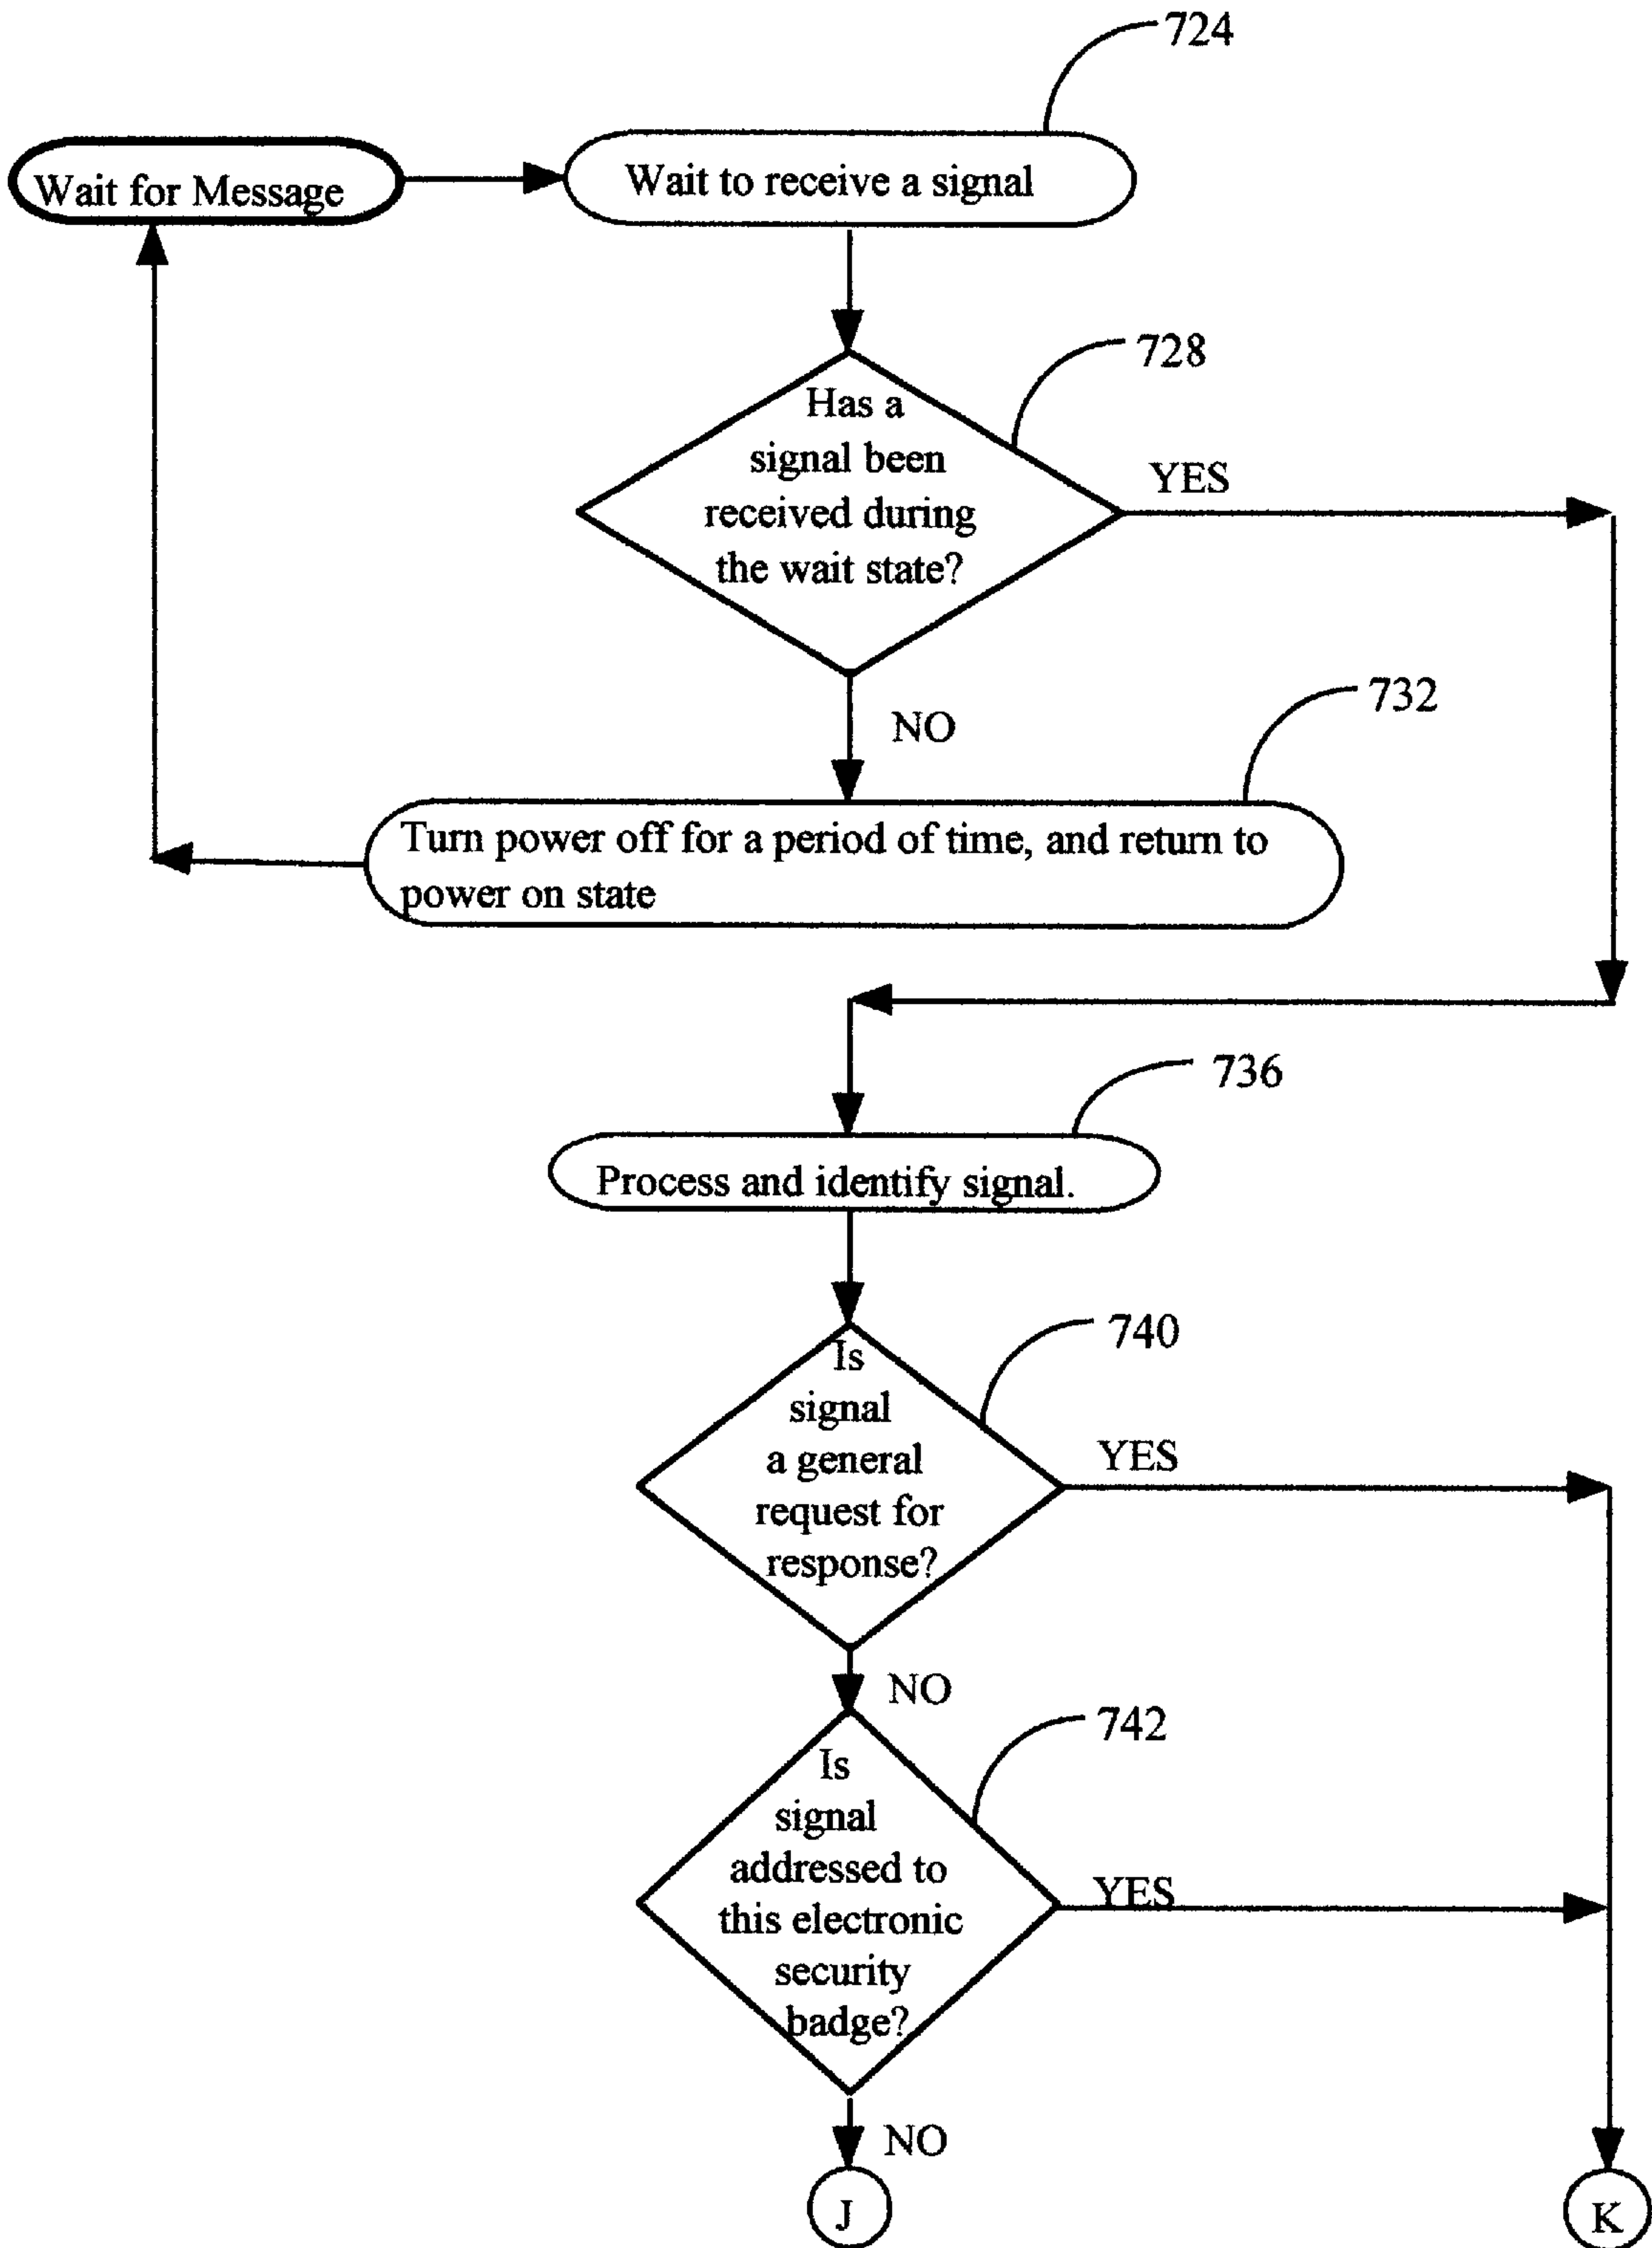 724
Wait for Message
Wait to receive a signal
728
Has a
signal been
received during
the wait state?
YES
NO
732
Turn power off for a period of time, and return to
power on state
736
Process and identify signal.
740
Is
signal
a general
request for
response?
YES
NO
742
Is
signal
addressed to
this electronic
security
badge?
YES
NO
J
K